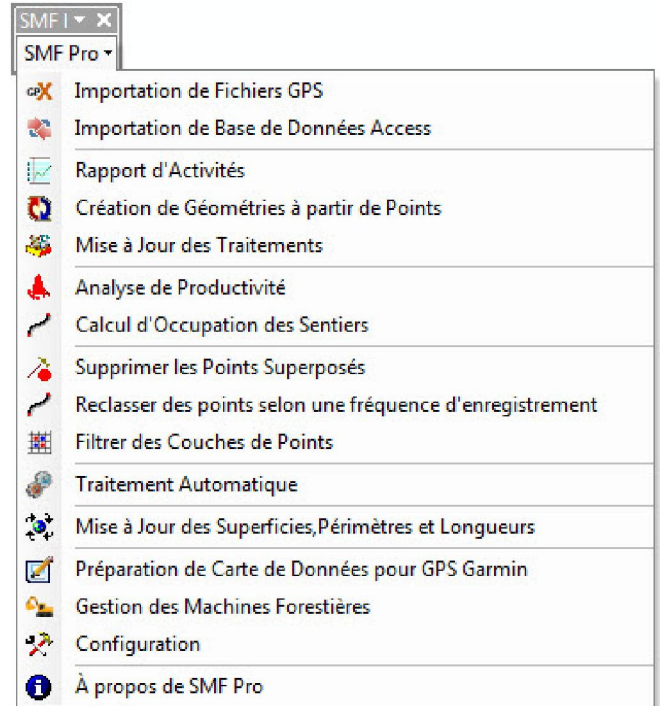 SMF I
SMF Pro
GPX Importation de Fichiers GPS
Importation de Base de Données Access
Rapport d'Activités
Création de Géométries à partir de Points
Mise à Jour des Traitements
Analyse de Productivité
Calcul d'Occupation des Sentiers
Supprimer les Points Superposés
Reclasser des points selon une fréquence d'enregistrement
Filtrer des Couches de Points
Traitement Automatique
Mise à Jour des Superficies,Périmètres et Longueurs
Préparation de Carte de Données pour GPS Garmin
Gestion des Machines Forestières
Configuration
À propos de SMF Pro